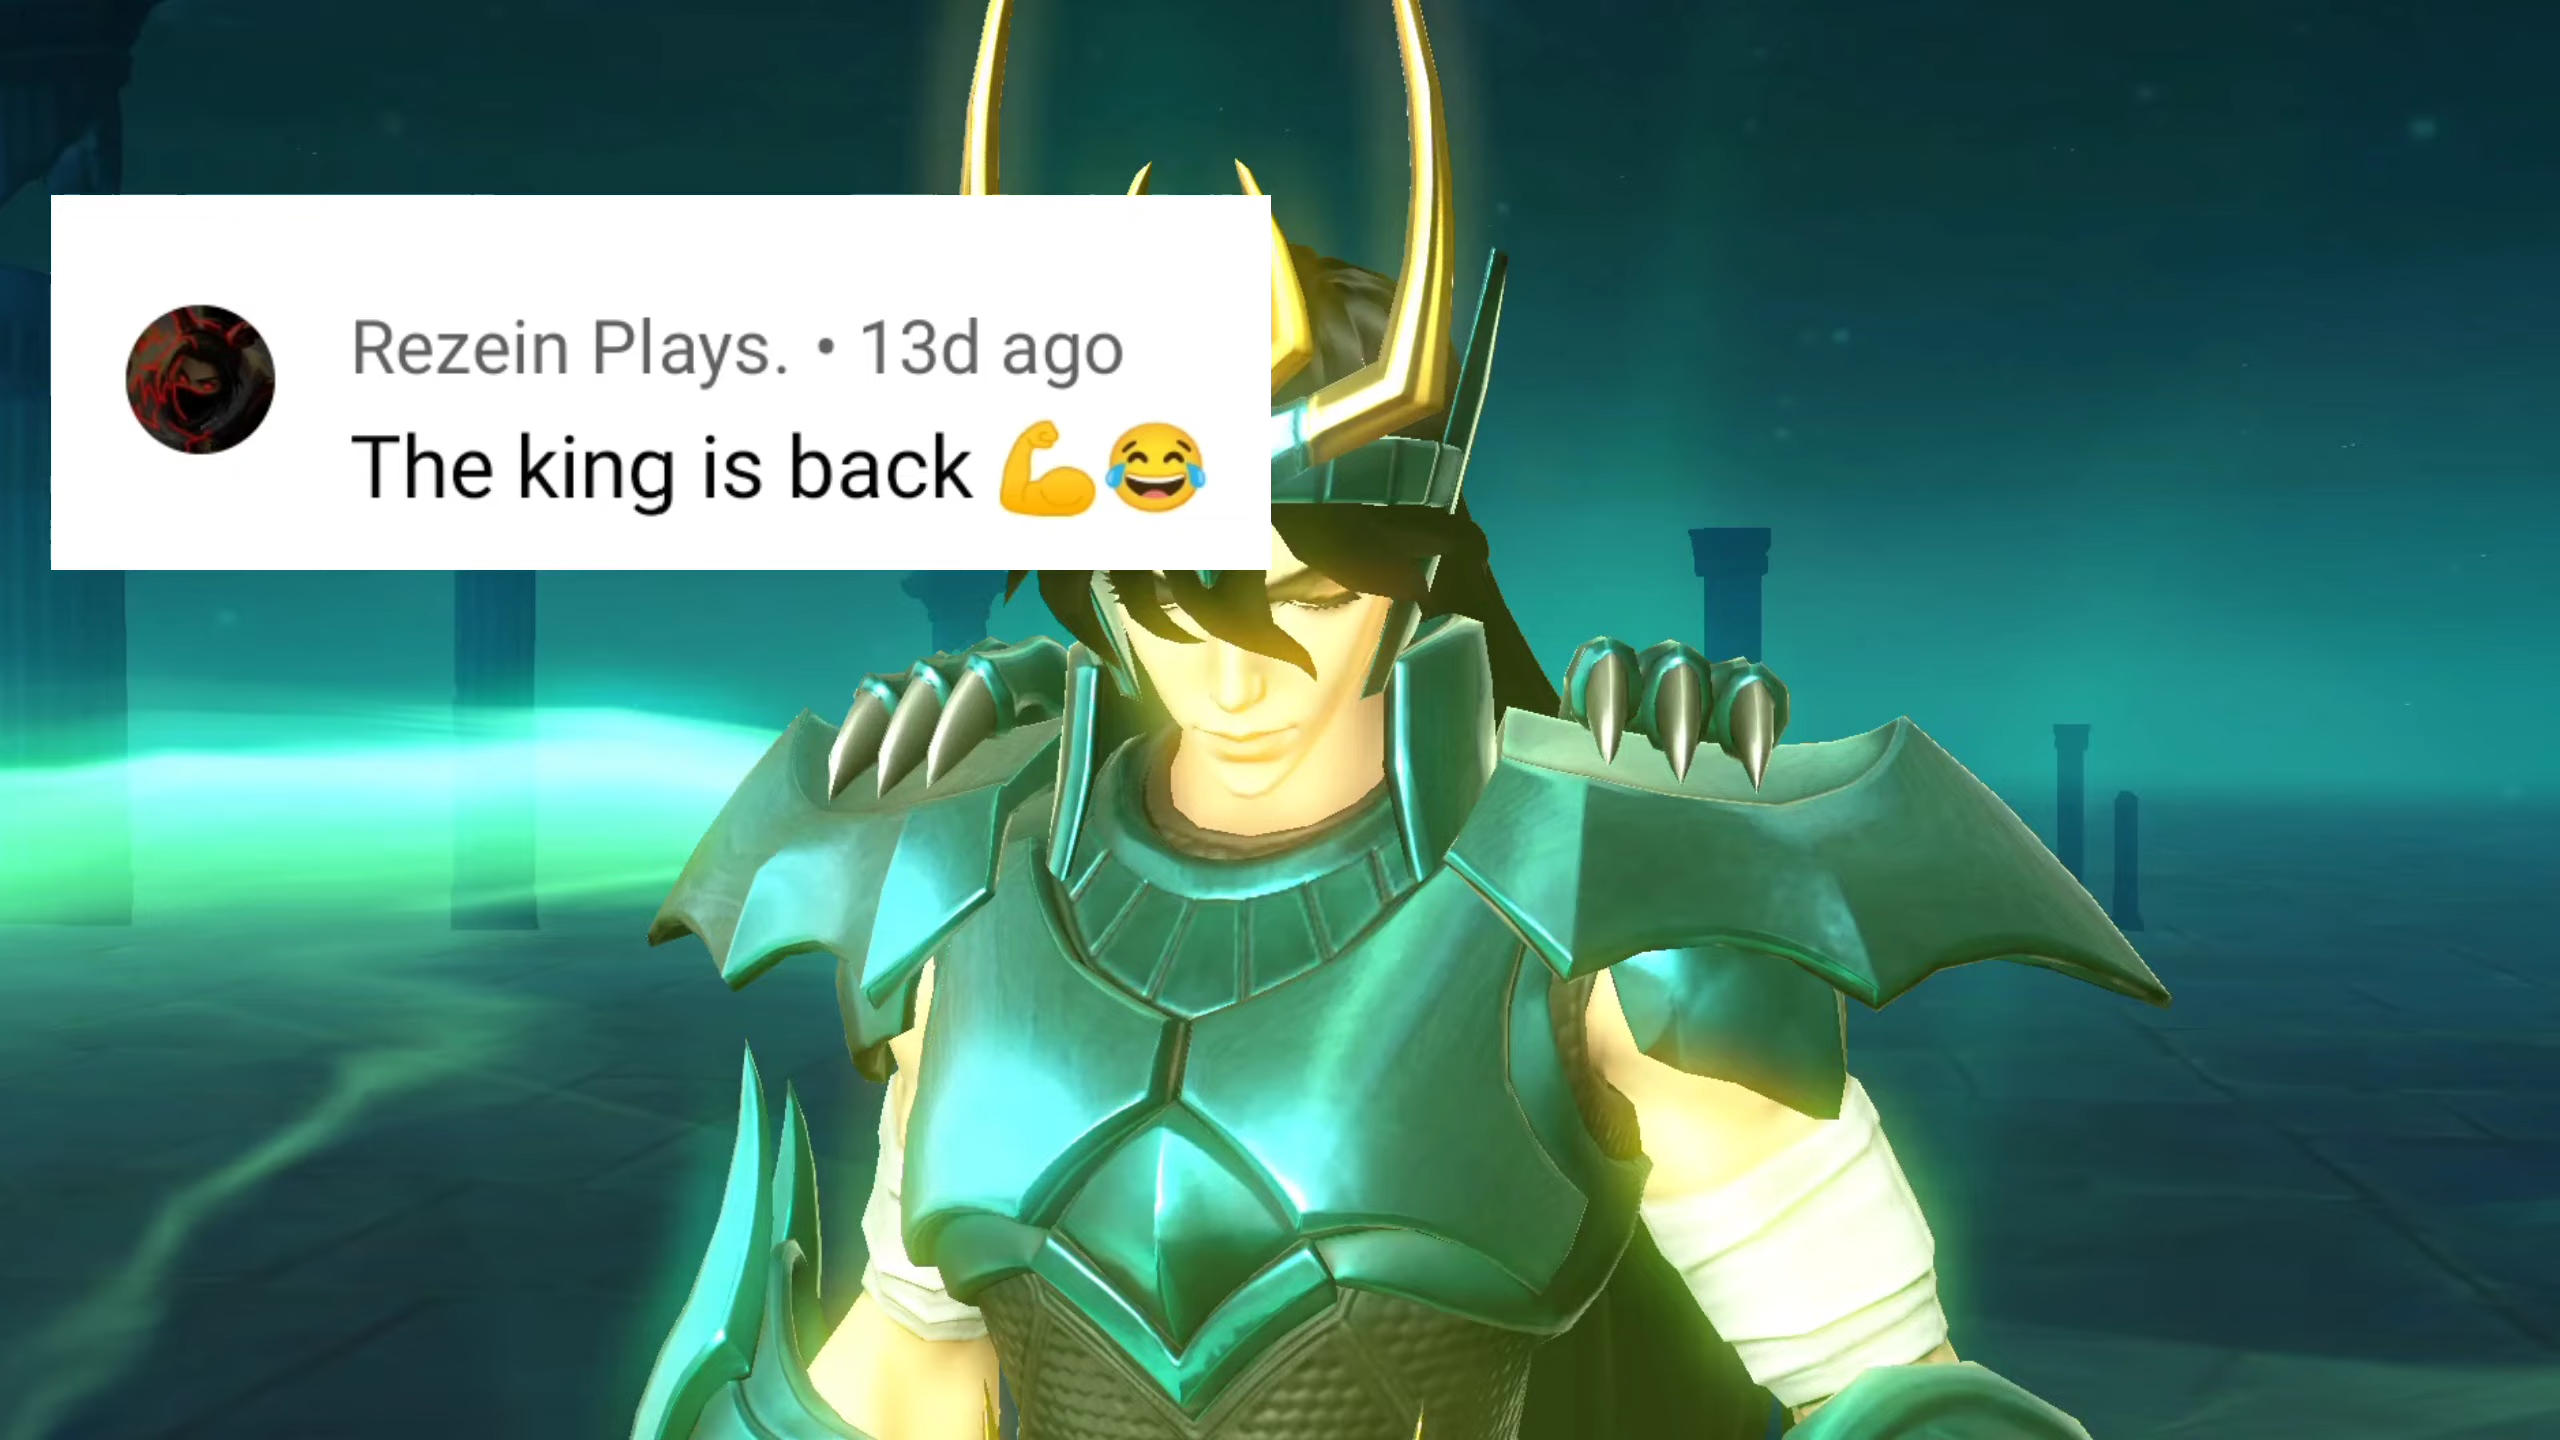 Rezein Plays. • 13d ago
The king is back 💪😂